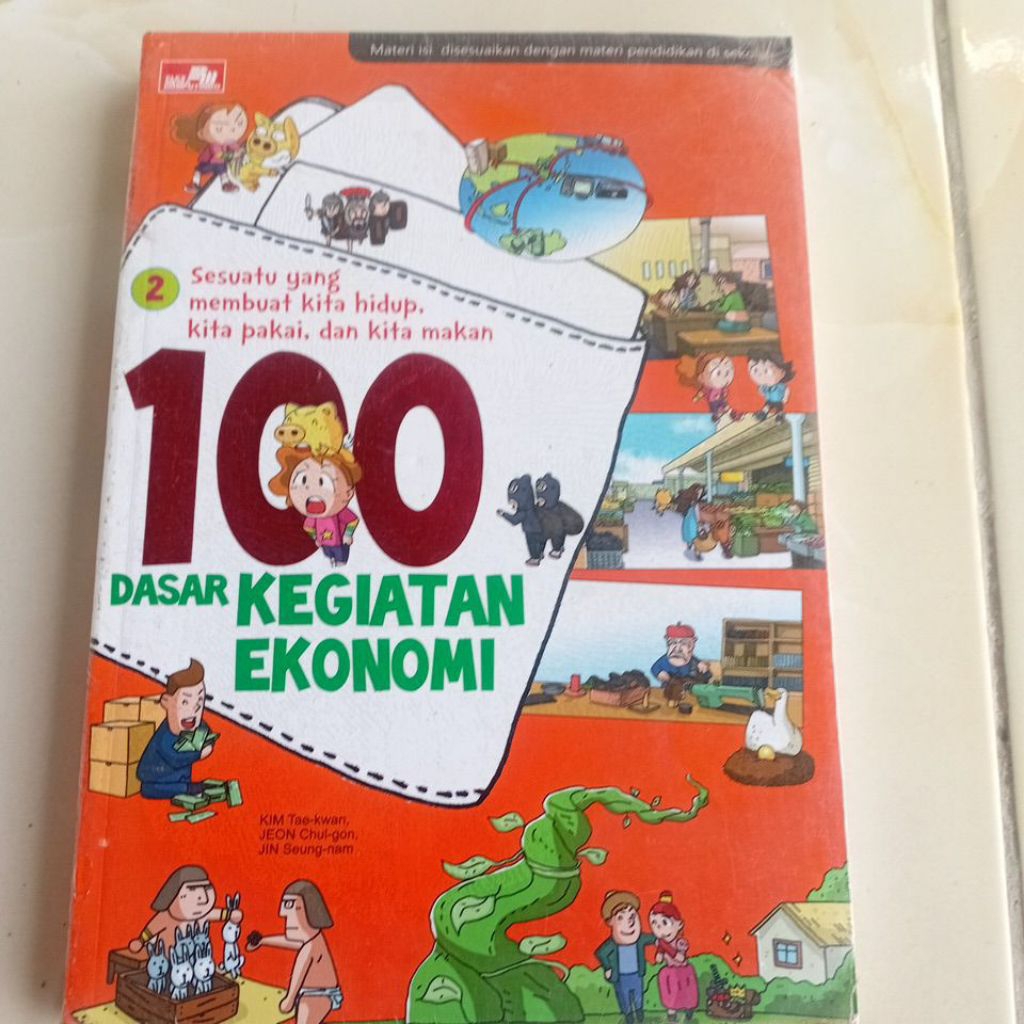 Materi isi disesuaikan dengan materi pendidikan di
2
Sesuatu yang
membuat kita hidup,
kita pakai, dan kita makan
100
DASAR KEGIATAN
EKONOMI
KIM Tae-kwan,
JEON Chul-gon,
JIN Seung-nam